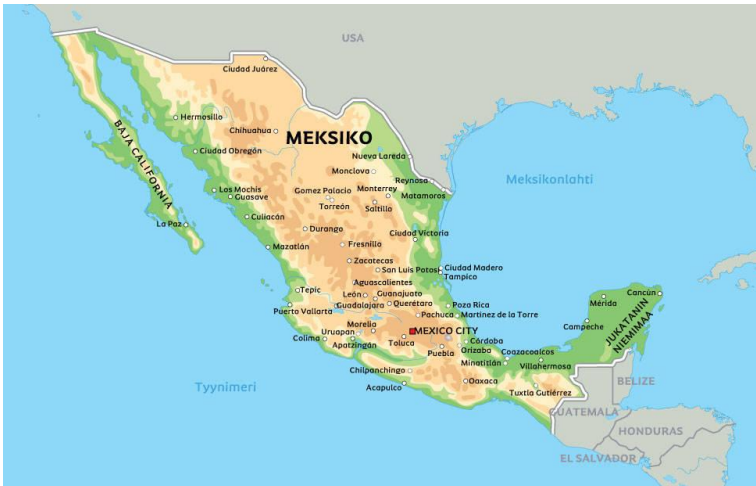 USA
Ciudad Juárez
Hermosillo
Chihuahua
MEKSIKO
BAJA CALIFORNIA
Ciudad Obregón
Nueva Laredo
Monclova
Reynosa
Meksikonlahti
Los Mochis
Guasave
Gomez Palacio
Monterrey
Matamoros
Torreón
Saltillo
Culiacán
La Paz
Durango
Ciudad Victoria
Mazatlán
Fresnillo
Zacatecas
San Luis Potosí
Ciudad Madero
Tampico
Aguascalientes
Tepic
León
Guanajuato
Cancún
Mérida
Puerto Vallarta
Guadalajara
Querétaro
Poza Rica
Pachuca
Martinez de la Torre
Campeche
JUKATANIN
NIEMIMAA
Morelia
MEXICO CITY
Uruapan
Colima
Apatzingán
Toluca
Córdoba
Puebla
Orizaba
Coazacoalcos
Minatitlán
Villahermosa
Chilpanchingo
Tyynimeri
Acapulco
Oaxaca
Tuxtla Gutiérrez
BELIZE
GUATEMALA
HONDURAS
EL SALVADOR